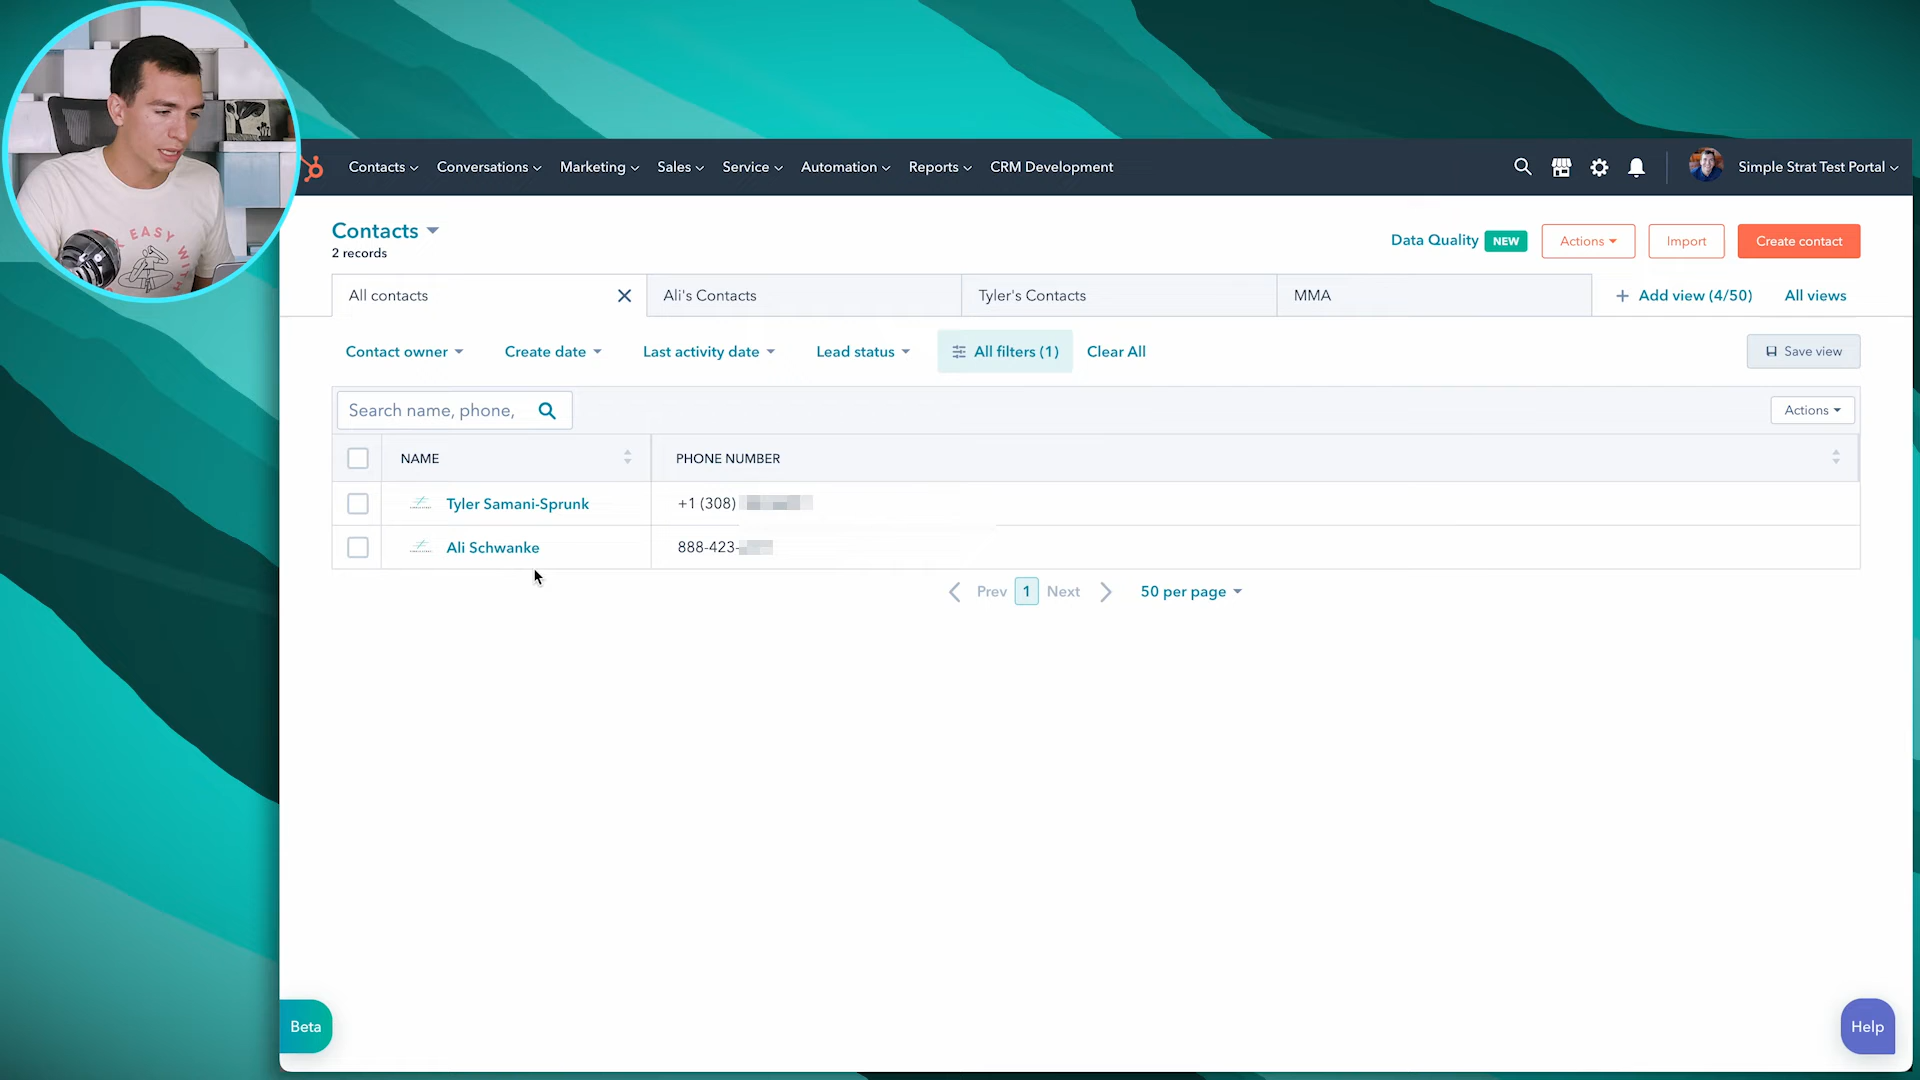 EASY WITH
Contacts
Conversations
Marketing
Sales
Service
Automation
Reports
CRM Development
Simple Strat Test Portal
Contacts
2 records
Data Quality
NEW
Actions
Import
Create contact
All contacts
Ali's Contacts
Tyler's Contacts
MMA
+ Add view (4/50)
All views
Contact owner
Create date
Last activity date
Lead status
All filters (1)
Clear All
Save view
Search name, phone,
Actions
NAME
PHONE NUMBER
Tyler Samani-Sprunk
+1 (308)
Ali Schwanke
888-423-
Prev
1
Next
50 per page
Beta
Help